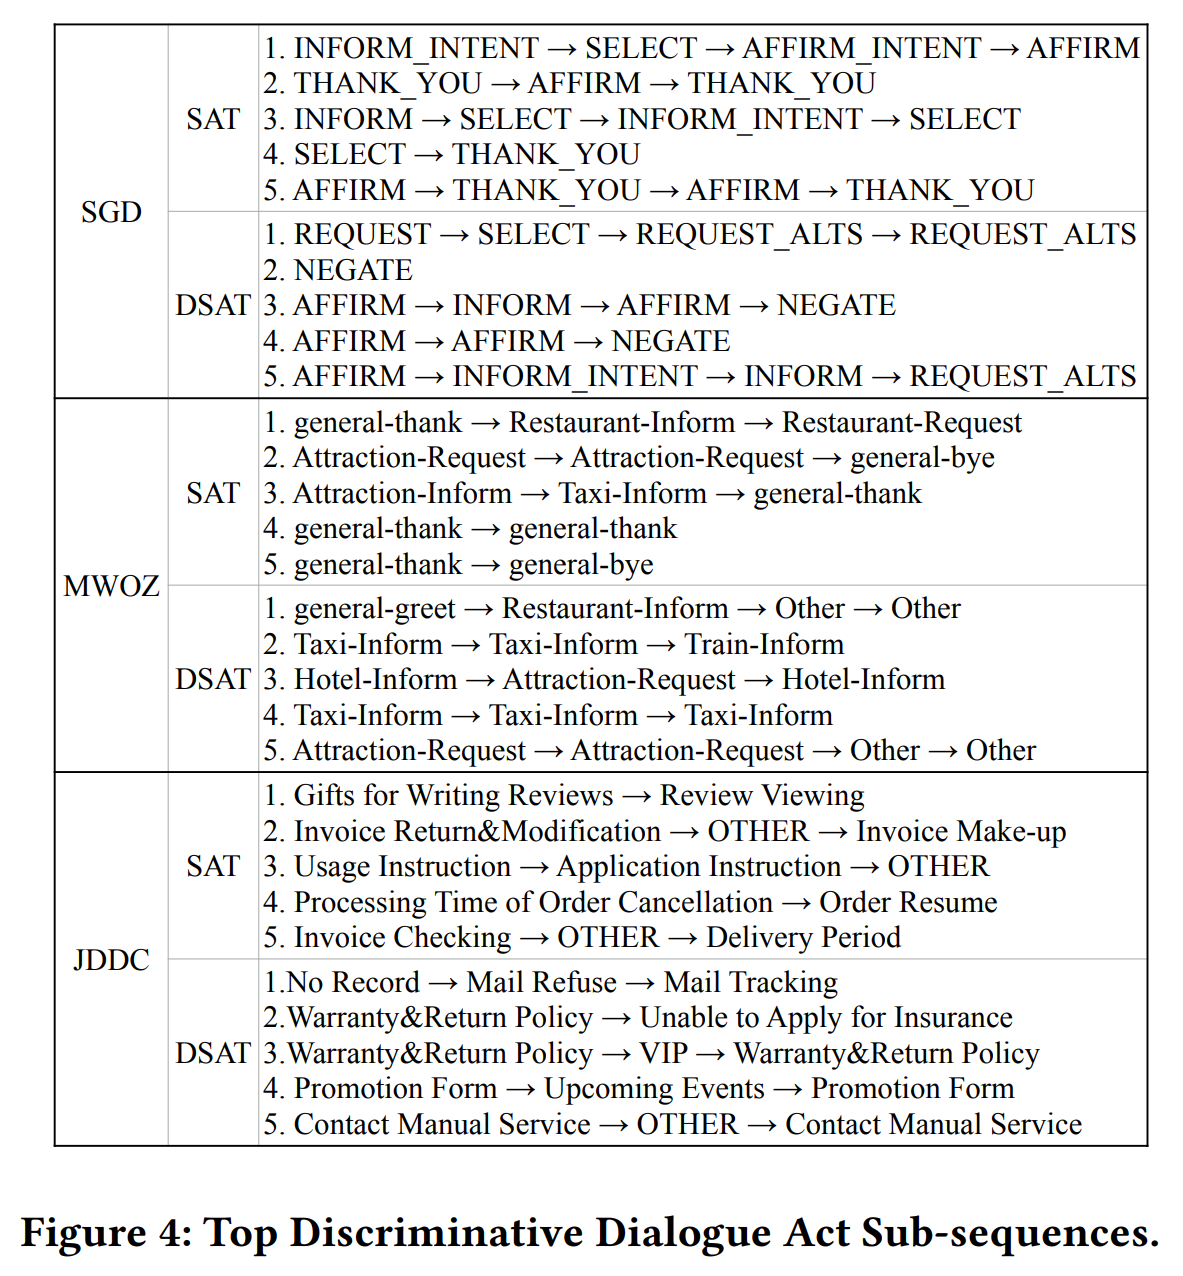 SGD
SAT
1. INFORM_INTENT → SELECT → AFFIRM_INTENT → AFFIRM
2. THANK_YOU → AFFIRM → THANK_YOU
3. INFORM → SELECT → INFORM_INTENT → SELECT
4. SELECT → THANK_YOU
5. AFFIRM → THANK_YOU → AFFIRM → THANK_YOU
DSAT
1. REQUEST → SELECT → REQUEST_ALTS → REQUEST_ALTS
2. NEGATE
3. AFFIRM → INFORM → AFFIRM → NEGATE
4. AFFIRM → AFFIRM → NEGATE
5. AFFIRM → INFORM_INTENT → INFORM → REQUEST_ALTS
MWOZ
SAT
1. general-thank → Restaurant-Inform → Restaurant-Request
2. Attraction-Request → Attraction-Request → general-bye
3. Attraction-Inform → Taxi-Inform → general-thank
4. general-thank → general-thank
5. general-thank → general-bye
DSAT
1. general-greet → Restaurant-Inform → Other → Other
2. Taxi-Inform → Taxi-Inform → Train-Inform
3. Hotel-Inform → Attraction-Request → Hotel-Inform
4. Taxi-Inform → Taxi-Inform → Taxi-Inform
5. Attraction-Request → Attraction-Request → Other → Other
JDDC
SAT
1. Gifts for Writing Reviews → Review Viewing
2. Invoice Return&Modification → OTHER → Invoice Make-up
3. Usage Instruction → Application Instruction → OTHER
4. Processing Time of Order Cancellation → Order Resume
5. Invoice Checking → OTHER → Delivery Period
DSAT
1.No Record → Mail Refuse → Mail Tracking
2.Warranty&Return Policy → Unable to Apply for Insurance
3.Warranty&Return Policy → VIP → Warranty&Return Policy
4. Promotion Form → Upcoming Events → Promotion Form
5. Contact Manual Service → OTHER → Contact Manual Service
Figure 4: Top Discriminative Dialogue Act Sub-sequences.